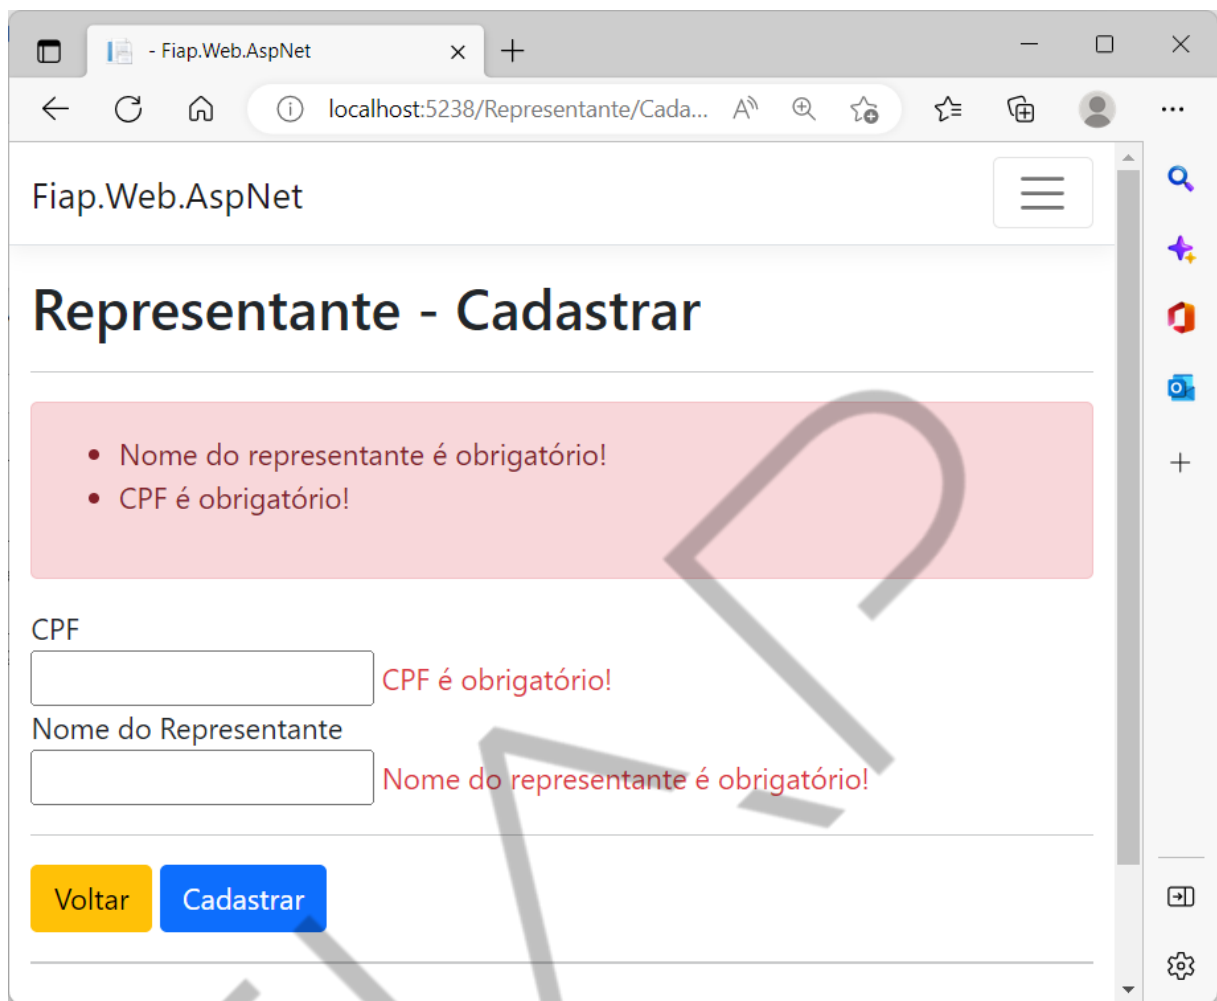 - Fiap.Web.AspNet
localhost:5238/Representante/Cada...
Fiap.Web.AspNet
Representante - Cadastrar
Nome do representante é obrigatório!
CPF é obrigatório!
CPF
CPF é obrigatório!
Nome do Representante
Nome do representante é obrigatório!
Voltar Cadastrar